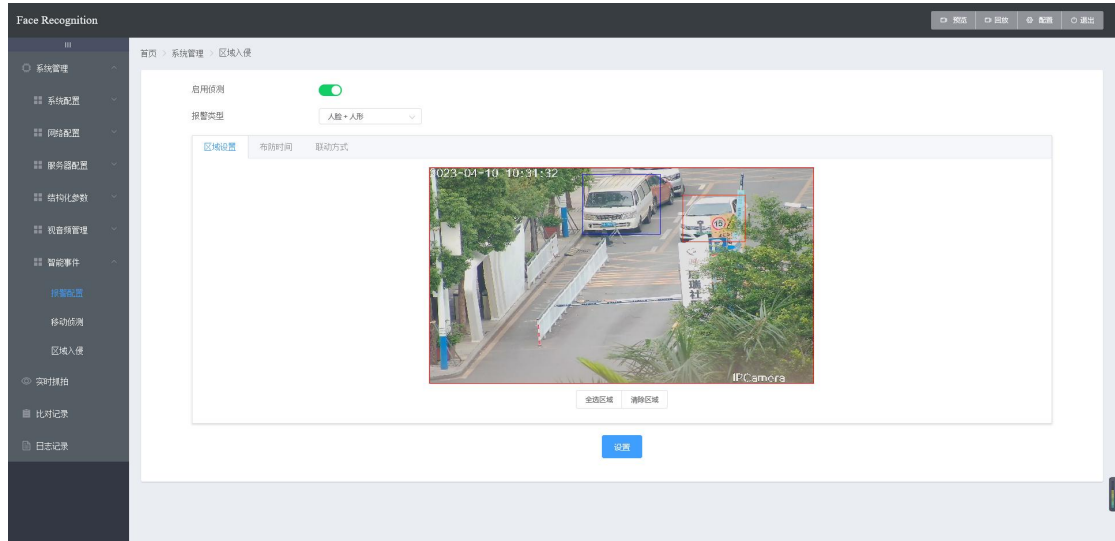 Face Recognition
预览 回放 配置 退出
首页 > 系统管理 > 区域入侵
系统管理
系统配置
网络配置
服务器配置
结构化参数
视音频管理
智能事件
报警配置
移动侦测
区域入侵
实时抓拍
比对记录
日志记录
启用侦测
报警类型
人脸 + 人形
区域设置 布防时间 联动方式
2023-04-10 10:31:32
15
后瑞社
IPCamera
全选区域 清除区域
设置